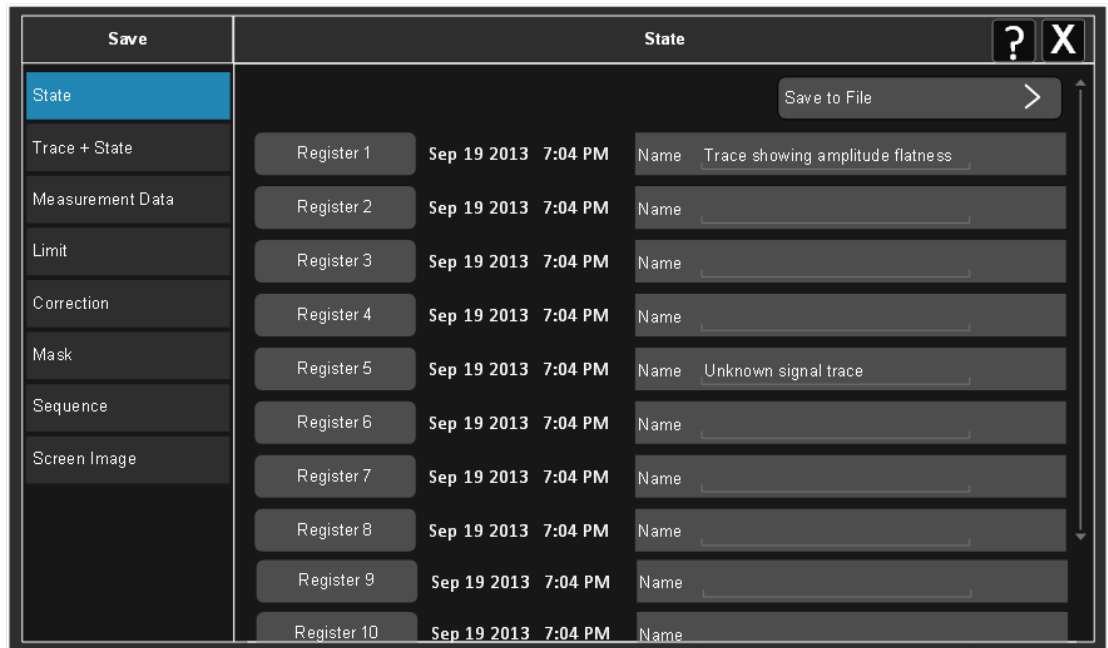 Save
State
? X
State
Trace + State
Measurement Data
Limit
Correction
Mask
Sequence
Screen Image
Save to File >
Register 1 Sep 19 2013 7:04 PM Name Trace showing amplitude flatness
Register 2 Sep 19 2013 7:04 PM Name
Register 3 Sep 19 2013 7:04 PM Name
Register 4 Sep 19 2013 7:04 PM Name
Register 5 Sep 19 2013 7:04 PM Name Unknown signal trace
Register 6 Sep 19 2013 7:04 PM Name
Register 7 Sep 19 2013 7:04 PM Name
Register 8 Sep 19 2013 7:04 PM Name
Register 9 Sep 19 2013 7:04 PM Name
Register 10 Sep 19 2013 7:04 PM Name